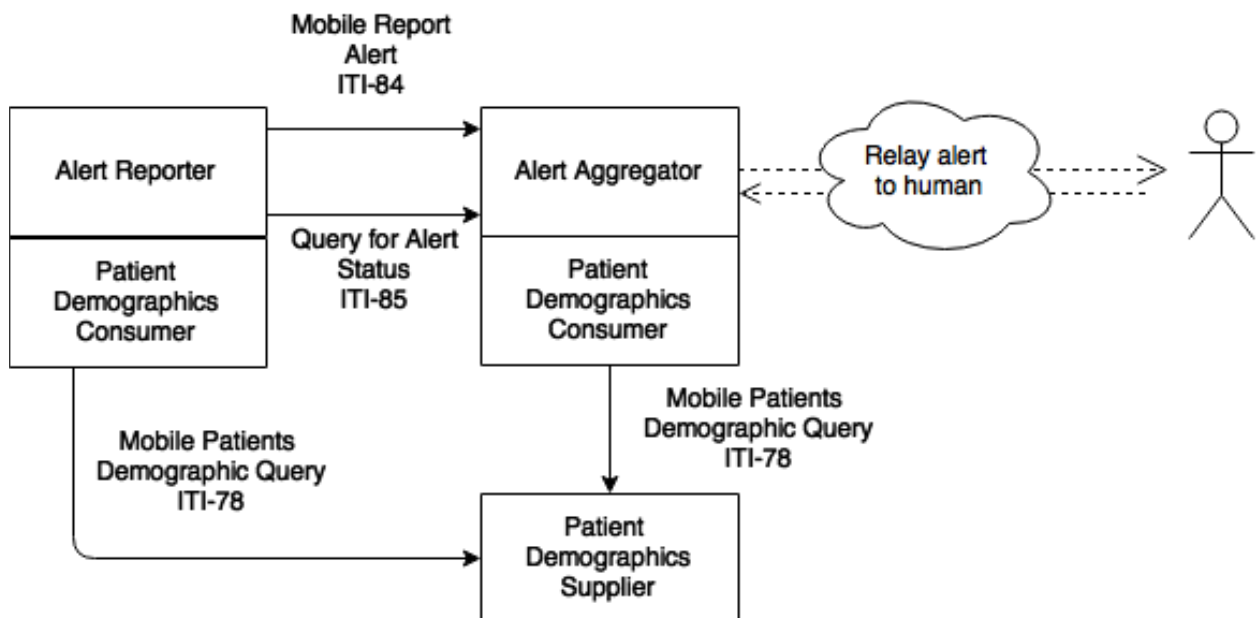 Mobile Report
Alert
ITI-84
Alert Reporter
Alert Aggregator
Relay alert
to human
Query for Alert
Status
ITI-85
Patient
Demographics
Consumer
Patient
Demographics
Consumer
Mobile Patients
Demographic Query
ITI-78
Mobile Patients
Demographic Query
ITI-78
Patient
Demographics
Supplier